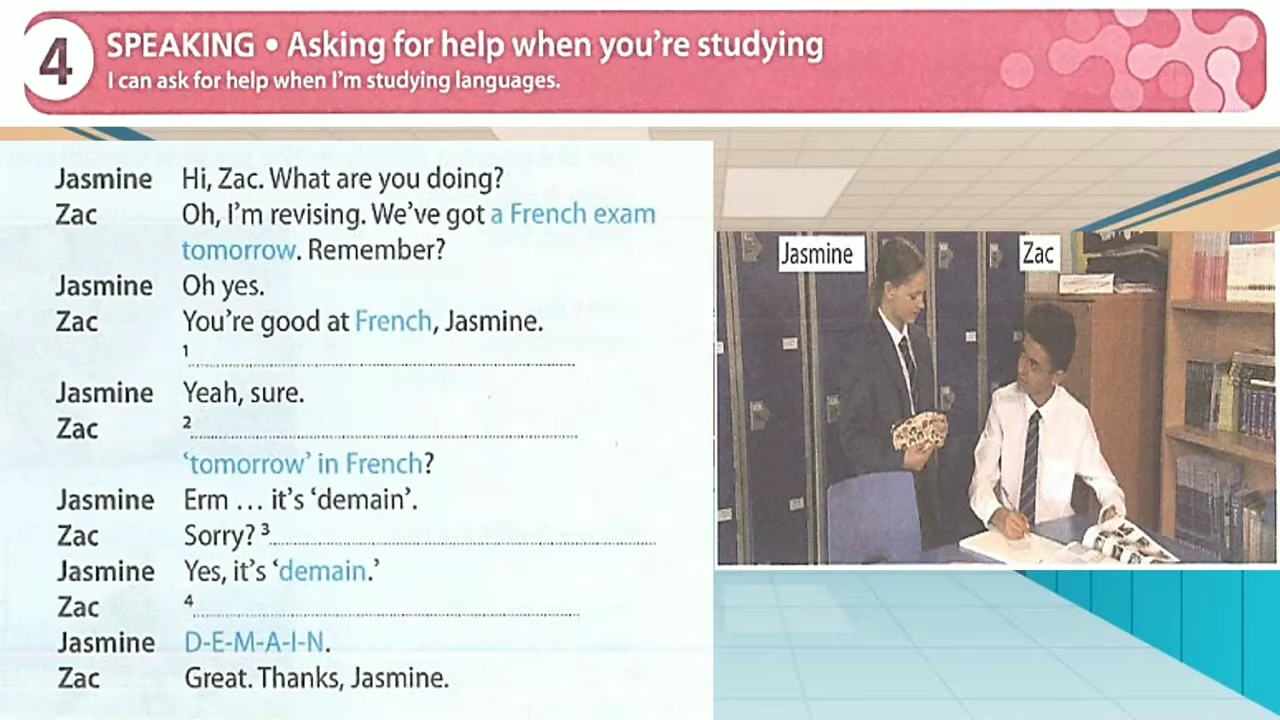 4
SPEAKING • Asking for help when you're studying
I can ask for help when I'm studying languages.
Jasmine Hi, Zac. What are you doing?
Zac Oh, I'm revising. We've got a French exam
tomorrow. Remember?
Jasmine Oh yes.
Zac You're good at French, Jasmine.
1
Jasmine Yeah, sure.
Zac 2
'tomorrow' in French?
Jasmine Erm … it's 'demain'.
Zac Sorry? 3
Jasmine Yes, it's 'demain.'
Zac 4
Jasmine D-E-M-A-I-N.
Zac Great. Thanks, Jasmine.
Jasmine
Zac